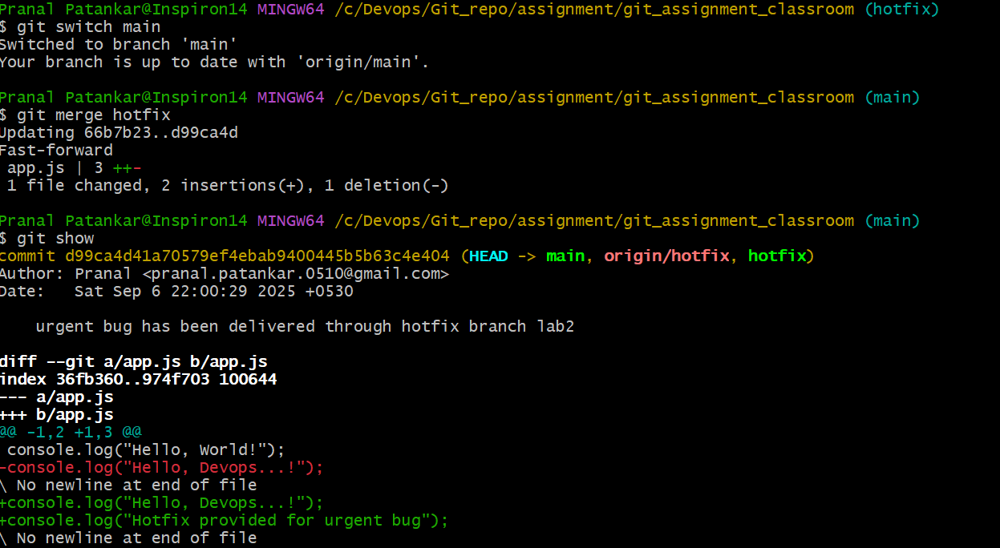 Pranal Patankar@Inspiron14 MINGW64 /c/Devops/Git_repo/assignment/git_assignment_classroom (hotfix)
$ git switch main
Switched to branch 'main'
Your branch is up to date with 'origin/main'.

Pranal Patankar@Inspiron14 MINGW64 /c/Devops/Git_repo/assignment/git_assignment_classroom (main)
$ git merge hotfix
Updating 66b7b23..d99ca4d
Fast-forward
 app.js | 3 ++-
 1 file changed, 2 insertions(+), 1 deletion(-)

Pranal Patankar@Inspiron14 MINGW64 /c/Devops/Git_repo/assignment/git_assignment_classroom (main)
$ git show
commit d99ca4d41a70579ef4ebab9400445b5b63c4e404 (HEAD -> main, origin/hotfix, hotfix)
Author: Pranal <pranal.patankar.0510@gmail.com>
Date:   Sat Sep 6 22:00:29 2025 +0530

    urgent bug has been delivered through hotfix branch lab2

diff --git a/app.js b/app.js
index 36fb360..974f703 100644
--- a/app.js
+++ b/app.js
@@ -1,2 +1,3 @@
 console.log("Hello, World!");
-console.log("Hello, Devops...!");
\ No newline at end of file
+console.log("Hello, Devops...!");
+console.log("Hotfix provided for urgent bug");
\ No newline at end of file